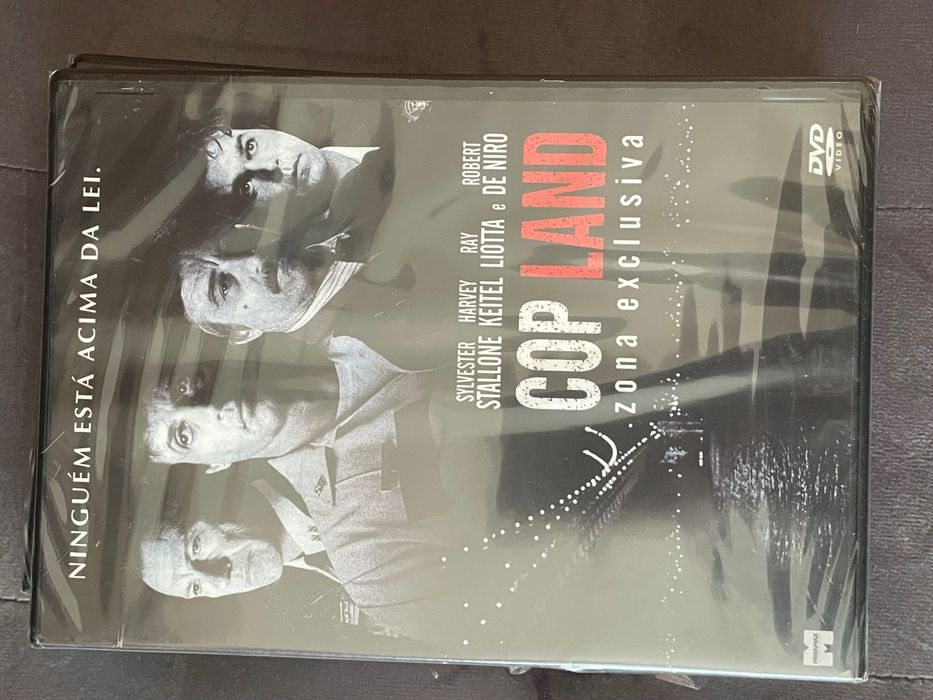 NINGUÉM ESTÁ ACIMA DA LEI.
SYLVESTER HARVEY RAY ROBERT
STALLONE KEITEL LIOTTA e DE NIRO
COP LAND
.zona exclusiva
DVD
VIDEO
MIRAMAX